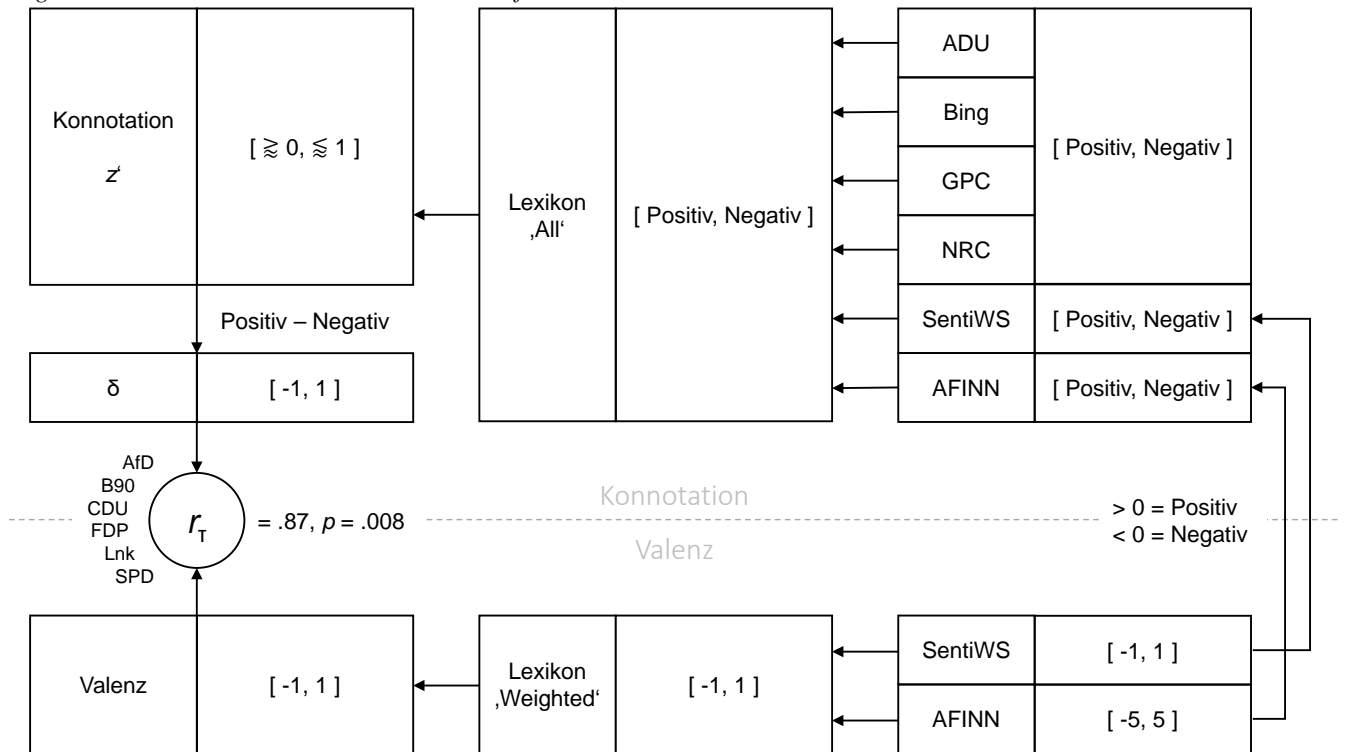 ADU
Bing
Konnotation
z‘
[ ⪆ 0, ⪅ 1 ]
[ Positiv, Negativ ]
GPC
Lexikon
‚All‘
[ Positiv, Negativ ]
NRC
Positiv – Negativ
SentiWS
[ Positiv, Negativ ]
δ
[ -1, 1 ]
AFINN
[ Positiv, Negativ ]
AfD
B90
CDU
FDP
Lnk
SPD
rτ
= .87, p = .008
Konnotation
Valenz
> 0 = Positiv
< 0 = Negativ
SentiWS
[ -1, 1 ]
Valenz
[ -1, 1 ]
Lexikon
‚Weighted‘
[ -1, 1 ]
AFINN
[ -5, 5 ]